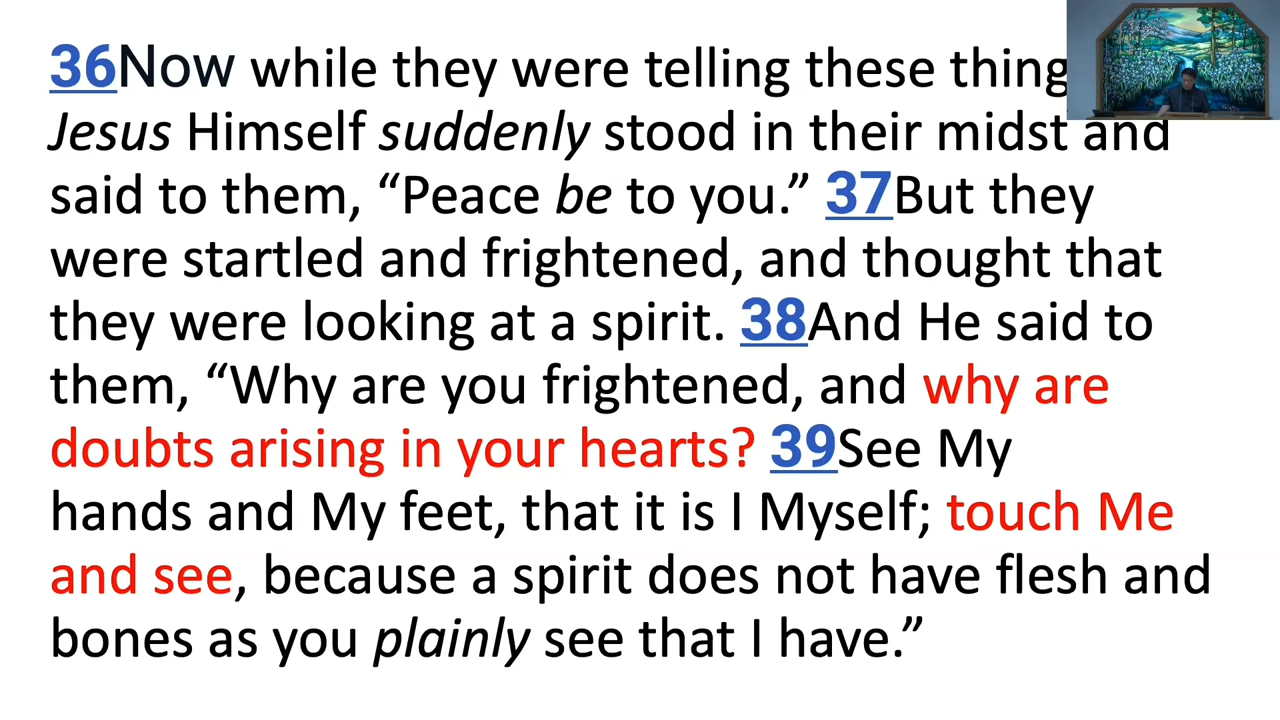 36Now while they were telling these thing
Jesus Himself suddenly stood in their midst and
said to them, “Peace be to you.” 37But they
were startled and frightened, and thought that
they were looking at a spirit. 38And He said to
them, “Why are you frightened, and why are
doubts arising in your hearts? 39See My
hands and My feet, that it is I Myself; touch Me
and see, because a spirit does not have flesh and
bones as you plainly see that I have.”